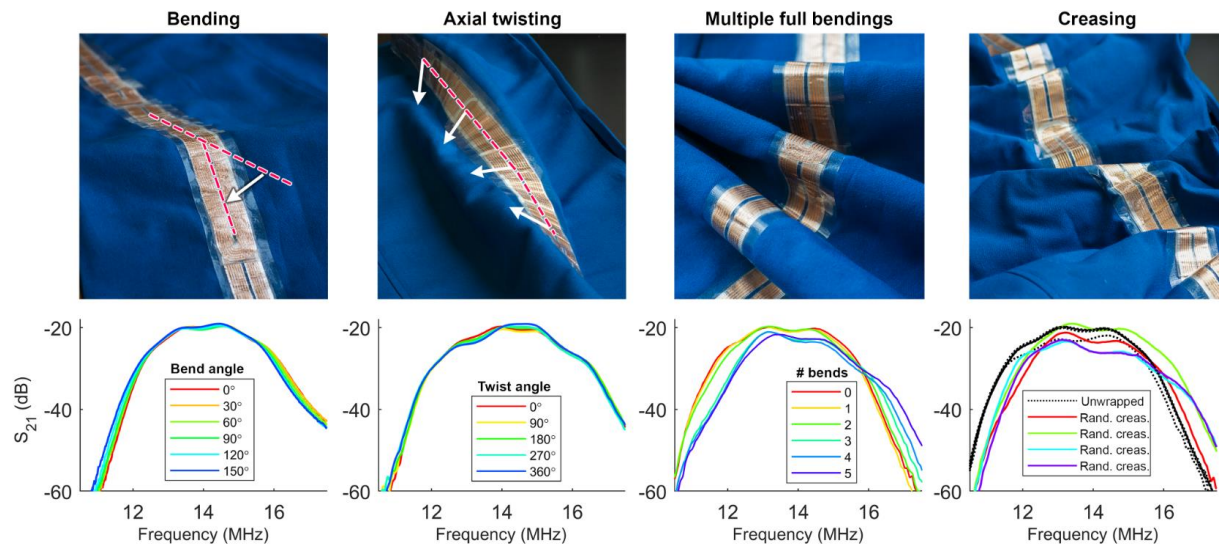 Bending
Axial twisting
Multiple full bendings
Creasing
-20
-40
-60
S21 (dB)
Bend angle
0°
30°
60°
90°
120°
150°
12
14
16
Frequency (MHz)
-20
-40
-60
Twist angle
0°
90°
180°
270°
360°
12
14
16
Frequency (MHz)
-20
-40
-60
# bends
0
1
2
3
4
5
12
14
16
Frequency (MHz)
-20
-40
-60
Unwrapped
Rand. creas.
Rand. creas.
Rand. creas.
Rand. creas.
12
14
16
Frequency (MHz)